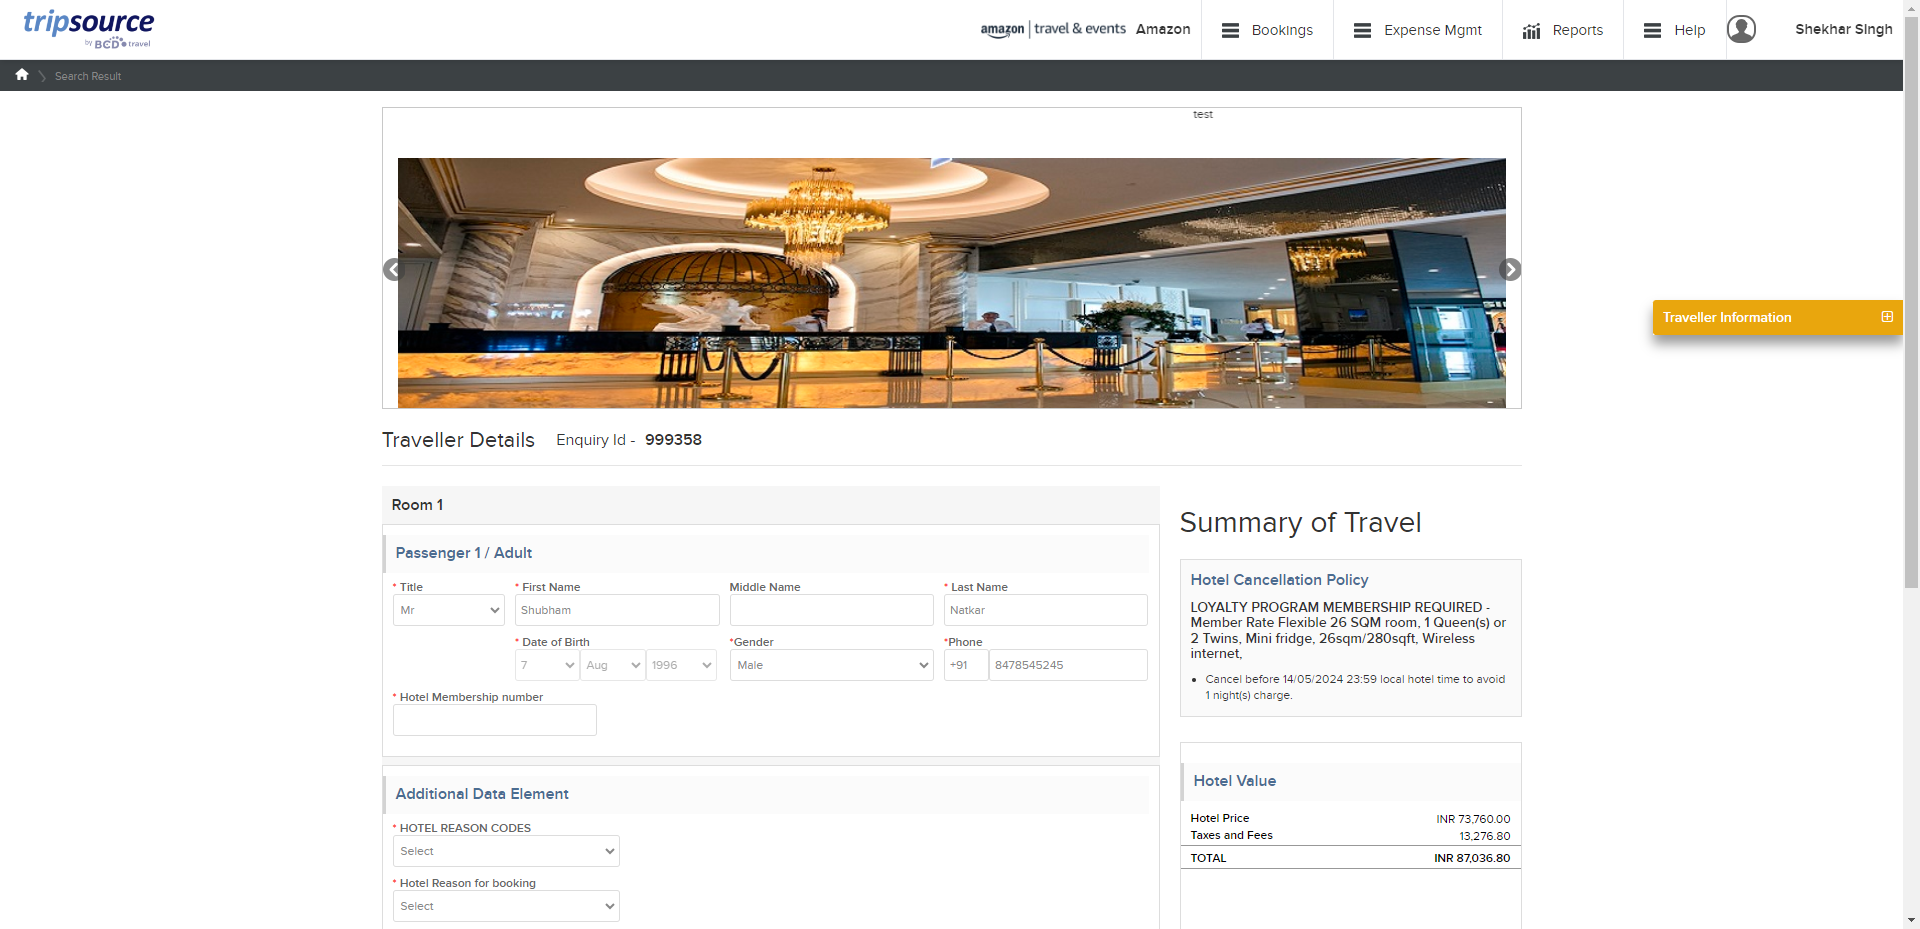 tripsource
by BCD travel
amazon | travel & events Amazon
Bookings
Expense Mgmt
Reports
Help
Shekhar Singh
Search Result
test
Traveller Information
Traveller Details Enquiry Id - 999358
Room 1
Passenger 1 / Adult
* Title
Mr
* First Name
Shubham
Middle Name
* Last Name
Natkar
* Date of Birth
7 Aug 1996
*Gender
Male
*Phone
+91 8478545245
* Hotel Membership number
Additional Data Element
* HOTEL REASON CODES
Select
* Hotel Reason for booking
Select
Summary of Travel
Hotel Cancellation Policy
LOYALTY PROGRAM MEMBERSHIP REQUIRED -
Member Rate Flexible 26 SQM room, 1 Queen(s) or
2 Twins, Mini fridge, 26sqm/280sqft, Wireless
internet,
• Cancel before 14/05/2024 23:59 local hotel time to avoid
1 night(s) charge.
Hotel Value
Hotel Price INR 73,760.00
Taxes and Fees 13,276.80
TOTAL INR 87,036.80